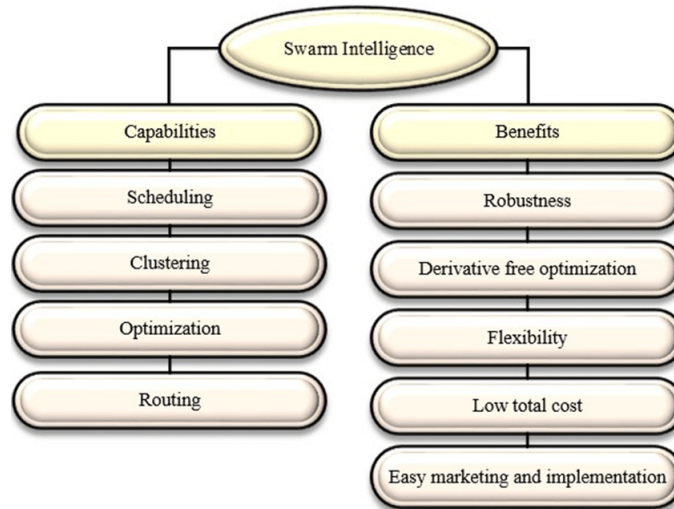 Swarm Intelligence
Capabilities
Scheduling
Clustering
Optimization
Routing
Benefits
Robustness
Derivative free optimization
Flexibility
Low total cost
Easy marketing and implementation